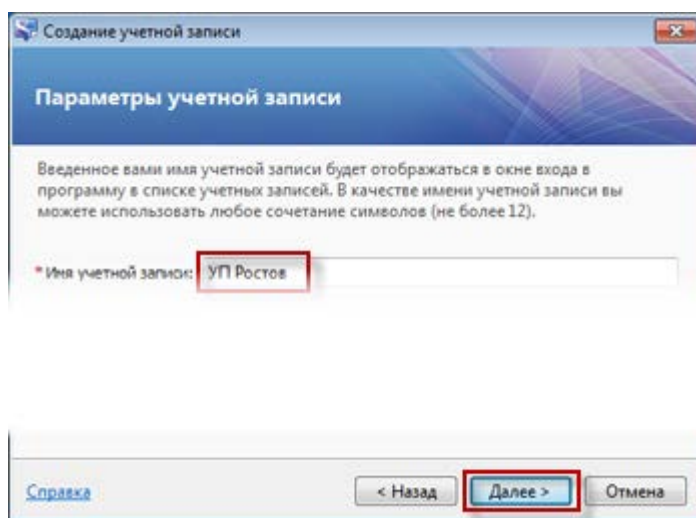 Создание учетной записи
Параметры учетной записи
Введенное вами имя учетной записи будет отображаться в окне входа в
программу в списке учетных записей. В качестве имени учетной записи вы
можете использовать любое сочетание символов (не более 12).
* Имя учетной записи: УП Ростов
Справка < Назад Далее > Отмена